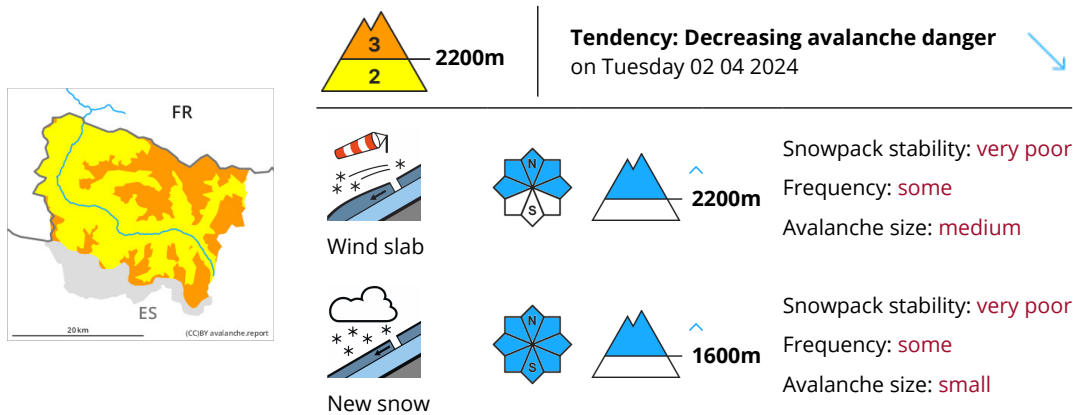 3
2
2200m
Tendency: Decreasing avalanche danger
on Tuesday 02 04 2024
FR
ES
20 km
(CC)BY avalanche.report
N
S
2200m
Snowpack stability: very poor
Frequency: some
Avalanche size: medium
Wind slab
N
S
1600m
Snowpack stability: very poor
Frequency: some
Avalanche size: small
New snow